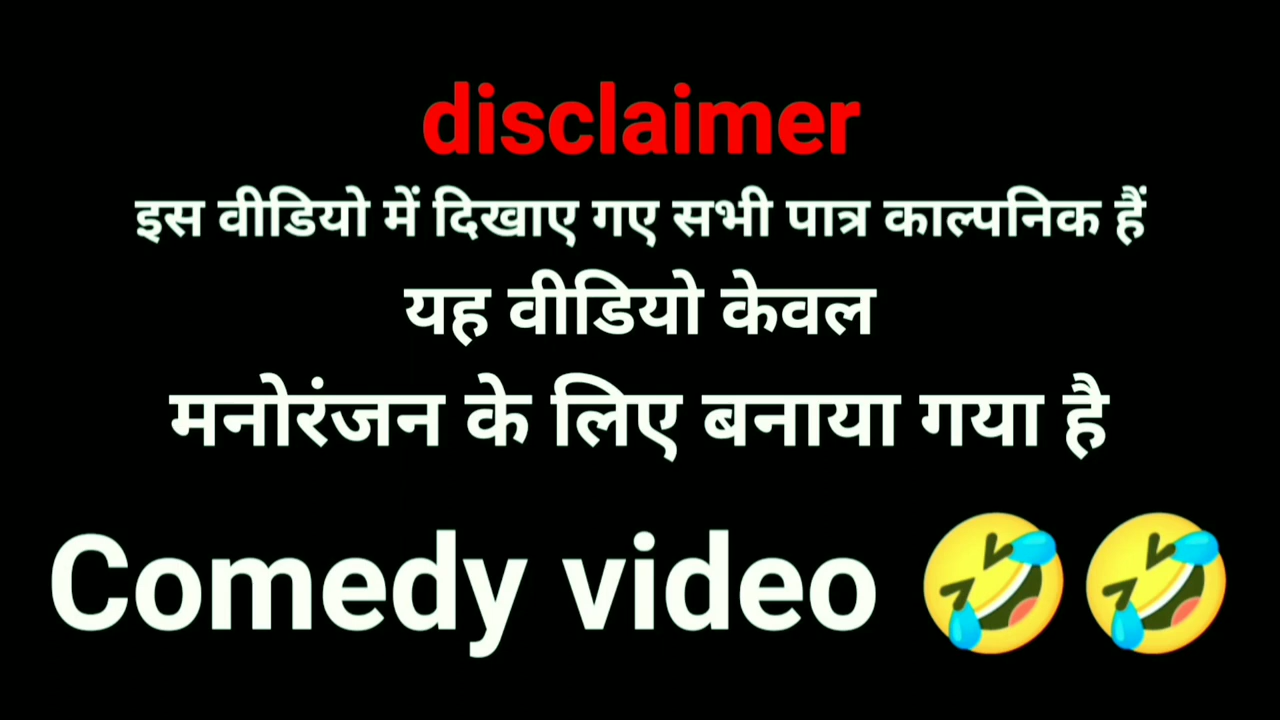 disclaimer
इस वीडियो में दिखाए गए सभी पात्र काल्पनिक हैं
यह वीडियो केवल
मनोरंजन के लिए बनाया गया है
Comedy video 🤣🤣